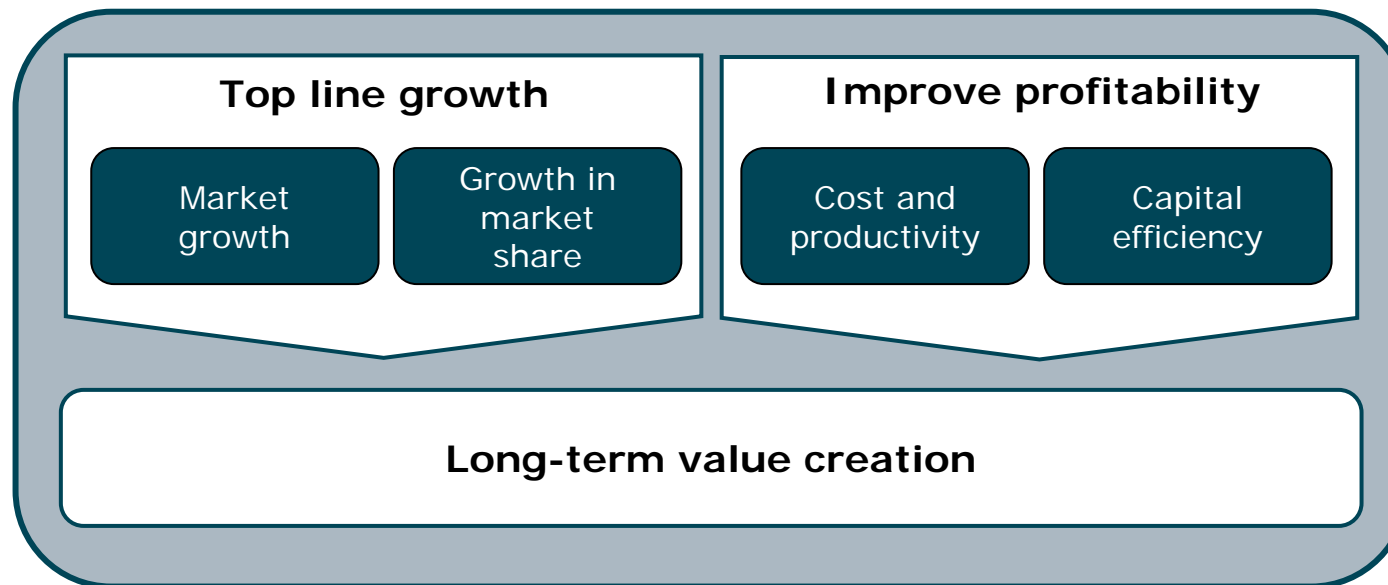 Top line growth
Improve profitability
Market
growth
Growth in
market
share
Cost and
productivity
Capital
efficiency
Long-term value creation